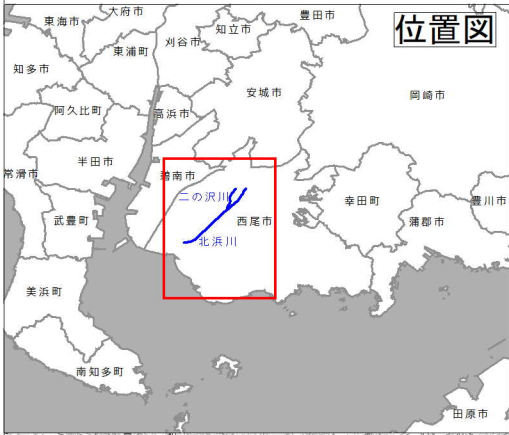 位置図
大府市
豊田市
東海市
知立市
刈谷市
東浦町
知多市
安城市
岡崎市
阿久比町
高浜市
半田市
常滑市
碧南市
二の沢川
幸田町
豊川市
武豊町
西尾市
蒲郡市
北浜川
美浜町
南知多町
田原市